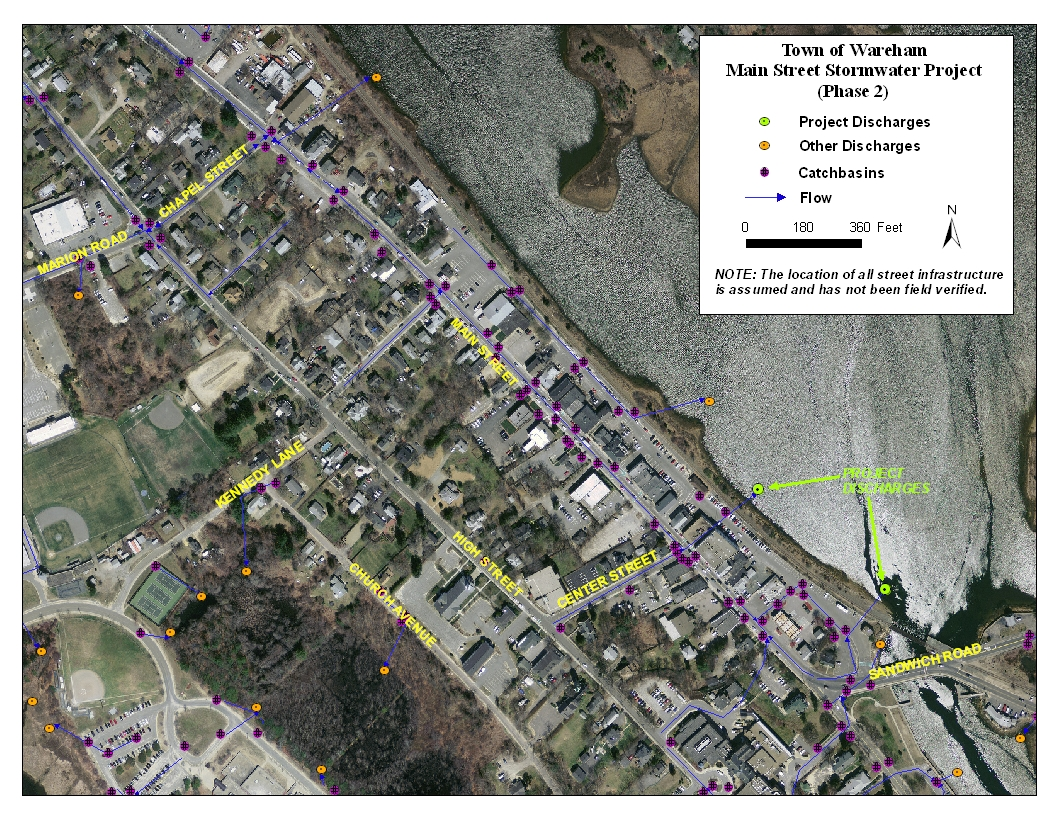 Town of Wareham
Main Street Stormwater Project
(Phase 2)
Project Discharges
Other Discharges
Catchbasins
Flow
0 180 360 Feet
N
NOTE: The location of all street infrastructure
is assumed and has not been field verified.
CHAPEL STREET
MARION ROAD
MAIN STREET
KENNEDY LANE
PROJECT
DISCHARGES
HIGH STREET
CENTER STREET
CHURCH AVENUE
SANDWICH ROAD